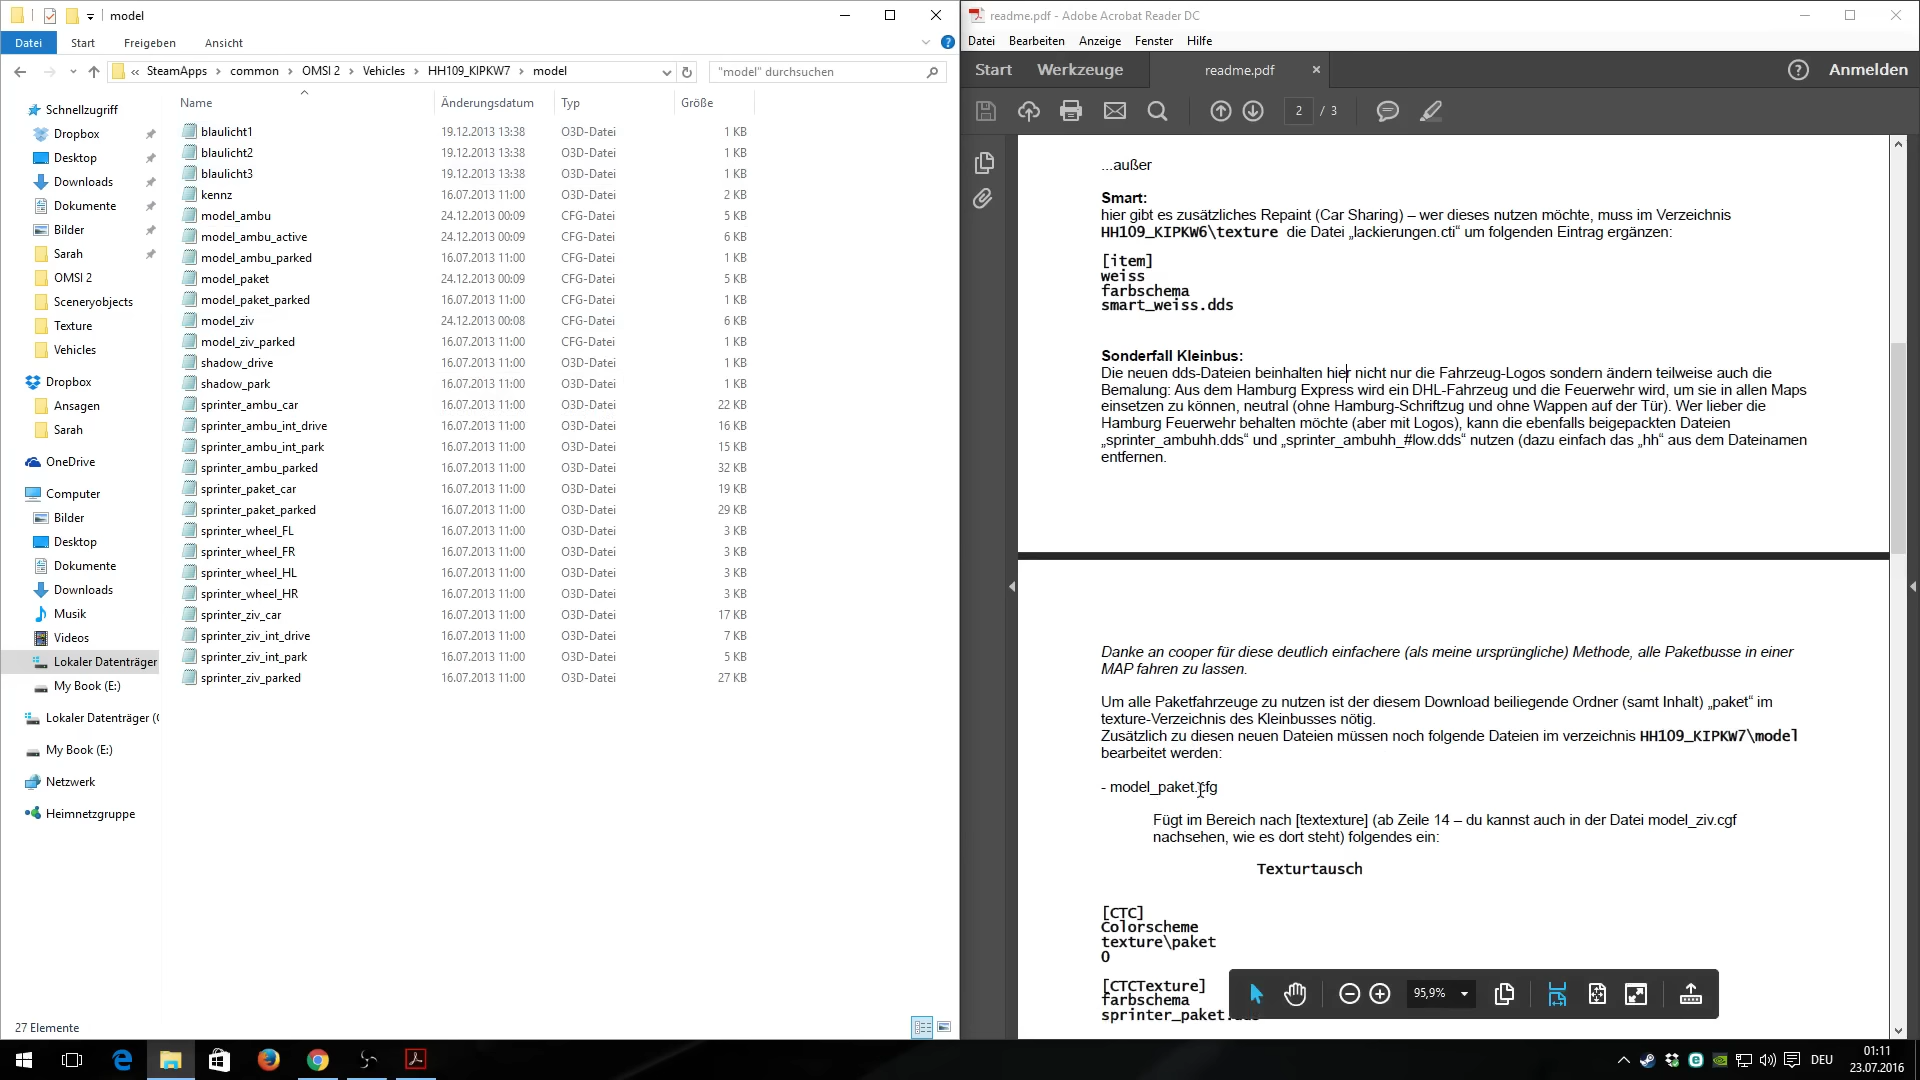 model
Datei
Start
Freigeben
Ansicht
« SteamApps › common › OMSI 2 › Vehicles › HH109_KIPKW7 › model
"model" durchsuchen
Schnellzugriff
Dropbox
Desktop
Downloads
Dokumente
Bilder
Sarah
OMSI 2
Sceneryobjects
Texture
Vehicles
Dropbox
Ansagen
Sarah
OneDrive
Computer
Bilder
Desktop
Dokumente
Downloads
Musik
Videos
Lokaler Datenträger
My Book (E:)
Lokaler Datenträger (
My Book (E:)
Netzwerk
Heimnetzgruppe
Name Änderungsdatum Typ Größe
blaulicht1 19.12.2013 13:38 O3D-Datei 1 KB
blaulicht2 19.12.2013 13:38 O3D-Datei 1 KB
blaulicht3 19.12.2013 13:38 O3D-Datei 1 KB
kennz 16.07.2013 11:00 O3D-Datei 2 KB
model_ambu 24.12.2013 00:09 CFG-Datei 5 KB
model_ambu_active 24.12.2013 00:09 CFG-Datei 6 KB
model_ambu_parked 16.07.2013 11:00 CFG-Datei 1 KB
model_paket 24.12.2013 00:09 CFG-Datei 5 KB
model_paket_parked 16.07.2013 11:00 CFG-Datei 1 KB
model_ziv 24.12.2013 00:08 CFG-Datei 6 KB
model_ziv_parked 16.07.2013 11:00 CFG-Datei 1 KB
shadow_drive 16.07.2013 11:00 O3D-Datei 1 KB
shadow_park 16.07.2013 11:00 O3D-Datei 1 KB
sprinter_ambu_car 16.07.2013 11:00 O3D-Datei 22 KB
sprinter_ambu_int_drive 16.07.2013 11:00 O3D-Datei 16 KB
sprinter_ambu_int_park 16.07.2013 11:00 O3D-Datei 15 KB
sprinter_ambu_parked 16.07.2013 11:00 O3D-Datei 32 KB
sprinter_paket_car 16.07.2013 11:00 O3D-Datei 19 KB
sprinter_paket_parked 16.07.2013 11:00 O3D-Datei 29 KB
sprinter_wheel_FL 16.07.2013 11:00 O3D-Datei 3 KB
sprinter_wheel_FR 16.07.2013 11:00 O3D-Datei 3 KB
sprinter_wheel_HL 16.07.2013 11:00 O3D-Datei 3 KB
sprinter_wheel_HR 16.07.2013 11:00 O3D-Datei 3 KB
sprinter_ziv_car 16.07.2013 11:00 O3D-Datei 17 KB
sprinter_ziv_int_drive 16.07.2013 11:00 O3D-Datei 7 KB
sprinter_ziv_int_park 16.07.2013 11:00 O3D-Datei 5 KB
sprinter_ziv_parked 16.07.2013 11:00 O3D-Datei 27 KB
27 Elemente
readme.pdf - Adobe Acrobat Reader DC
Datei Bearbeiten Anzeige Fenster Hilfe
Start Werkzeuge readme.pdf × Anmelden
2 / 3
...außer
Smart:
hier gibt es zusätzliches Repaint (Car Sharing) – wer dieses nutzen möchte, muss im Verzeichnis
HH109_KIPKW6\texture die Datei „lackierungen.cti“ um folgenden Eintrag ergänzen:
[item]
weiss
farbschema
smart_weiss.dds
Sonderfall Kleinbus:
Die neuen dds-Dateien beinhalten hier nicht nur die Fahrzeug-Logos sondern ändern teilweise auch die
Bemalung: Aus dem Hamburg Express wird ein DHL-Fahrzeug und die Feuerwehr wird, um sie in allen Maps
einsetzen zu können, neutral (ohne Hamburg-Schriftzug und ohne Wappen auf der Tür). Wer lieber die
Hamburg Feuerwehr behalten möchte (aber mit Logos), kann die ebenfalls beigepackten Dateien
„sprinter_ambuhh.dds“ und „sprinter_ambuhh_#low.dds“ nutzen (dazu einfach das „hh“ aus dem Dateinamen
entfernen.
Danke an cooper für diese deutlich einfachere (als meine ursprüngliche) Methode, alle Paketbusse in einer
MAP fahren zu lassen.
Um alle Paketfahrzeuge zu nutzen ist der diesem Download beiliegende Ordner (samt Inhalt) „paket“ im
texture-Verzeichnis des Kleinbusses nötig.
Zusätzlich zu diesen neuen Dateien müssen noch folgende Dateien im verzeichnis HH109_KIPKW7\model
bearbeitet werden:
- model_paket.cfg
Fügt im Bereich nach [textexture] (ab Zeile 14 – du kannst auch in der Datei model_ziv.cgf
nachsehen, wie es dort steht) folgendes ein:
Texturtausch
[CTC]
Colorscheme
texture\paket
0
[CTCTexture]
farbschema
sprinter_paket.
95,9%
DEU
01:11
23.07.2016